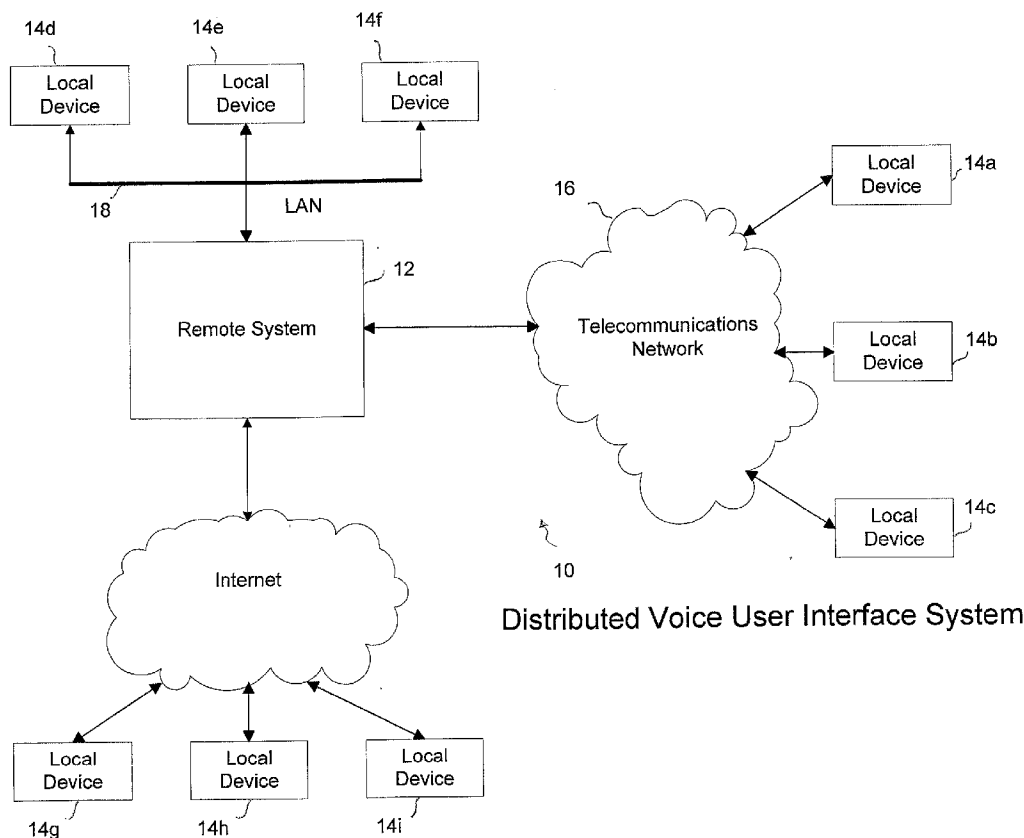 14d
14e
14f
Local
Device
Local
Device
Local
Device
18
LAN
12
Remote System
16
Telecommunications
Network
Local
Device
14a
Local
Device
14b
Local
Device
14c
10
Distributed Voice User Interface System
Internet
Local
Device
Local
Device
Local
Device
14g
14h
14i